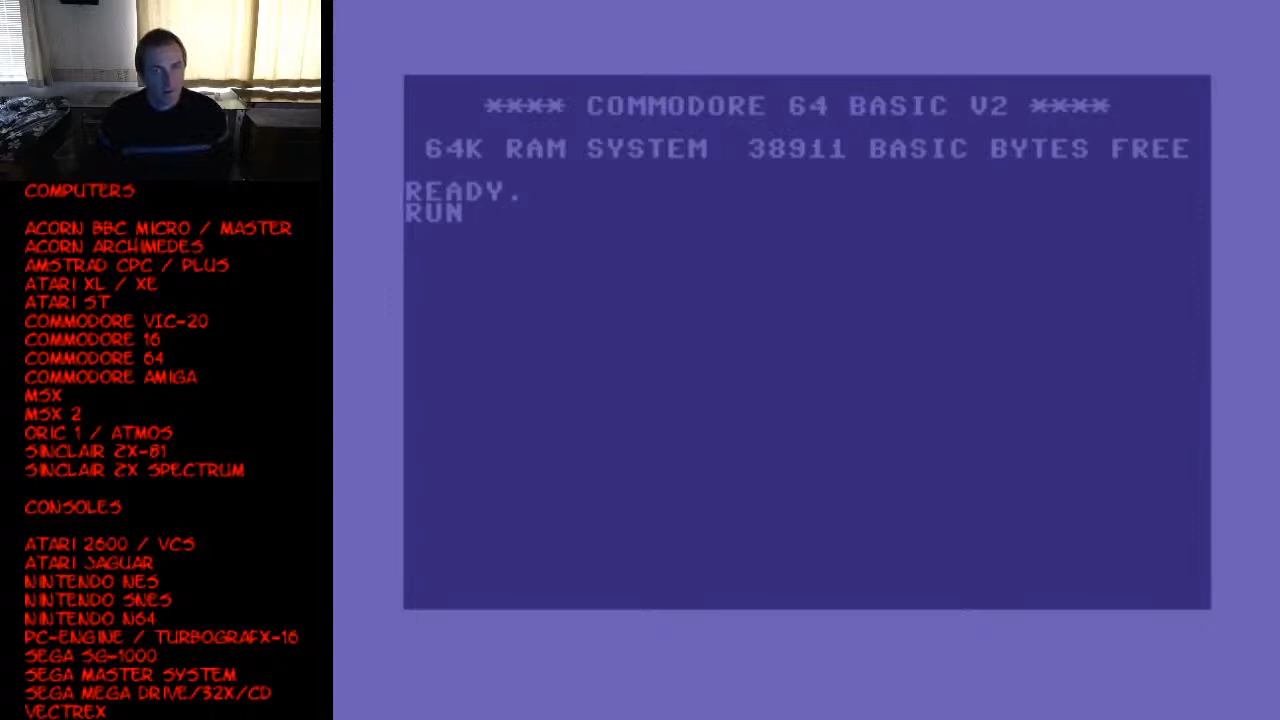 COMPUTERS
ACORN BBC MICRO / MASTER
ACORN ARCHIMEDES
AMSTRAD CPC / PLUS
ATARI XL / XE
ATARI ST
COMMODORE VIC-20
COMMODORE 16
COMMODORE 64
COMMODORE AMIGA
MSX
MSX 2
ORIC 1 / ATMOS
SINCLAIR ZX-81
SINCLAIR ZX SPECTRUM
CONSOLES
ATARI 2600 / VCS
ATARI JAGUAR
NINTENDO NES
NINTENDO SNES
NINTENDO N64
PC-ENGINE / TURBOGRAFX-16
SEGA SG-1000
SEGA MASTER SYSTEM
SEGA MEGA DRIVE/32X/CD
VECTREX
**** COMMODORE 64 BASIC V2 ****
64K RAM SYSTEM  38911 BASIC BYTES FREE
READY.
RUN